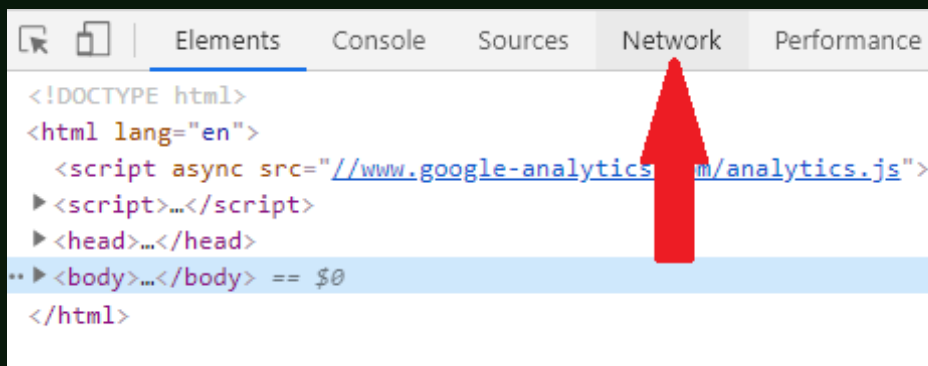 Elements Console Sources Network Performance
<!DOCTYPE html>
<html lang="en">
<script async src="//www.google-analytics.com/analytics.js">
<script>…</script>
<head>…</head>
<body>…</body> == $0
</html>